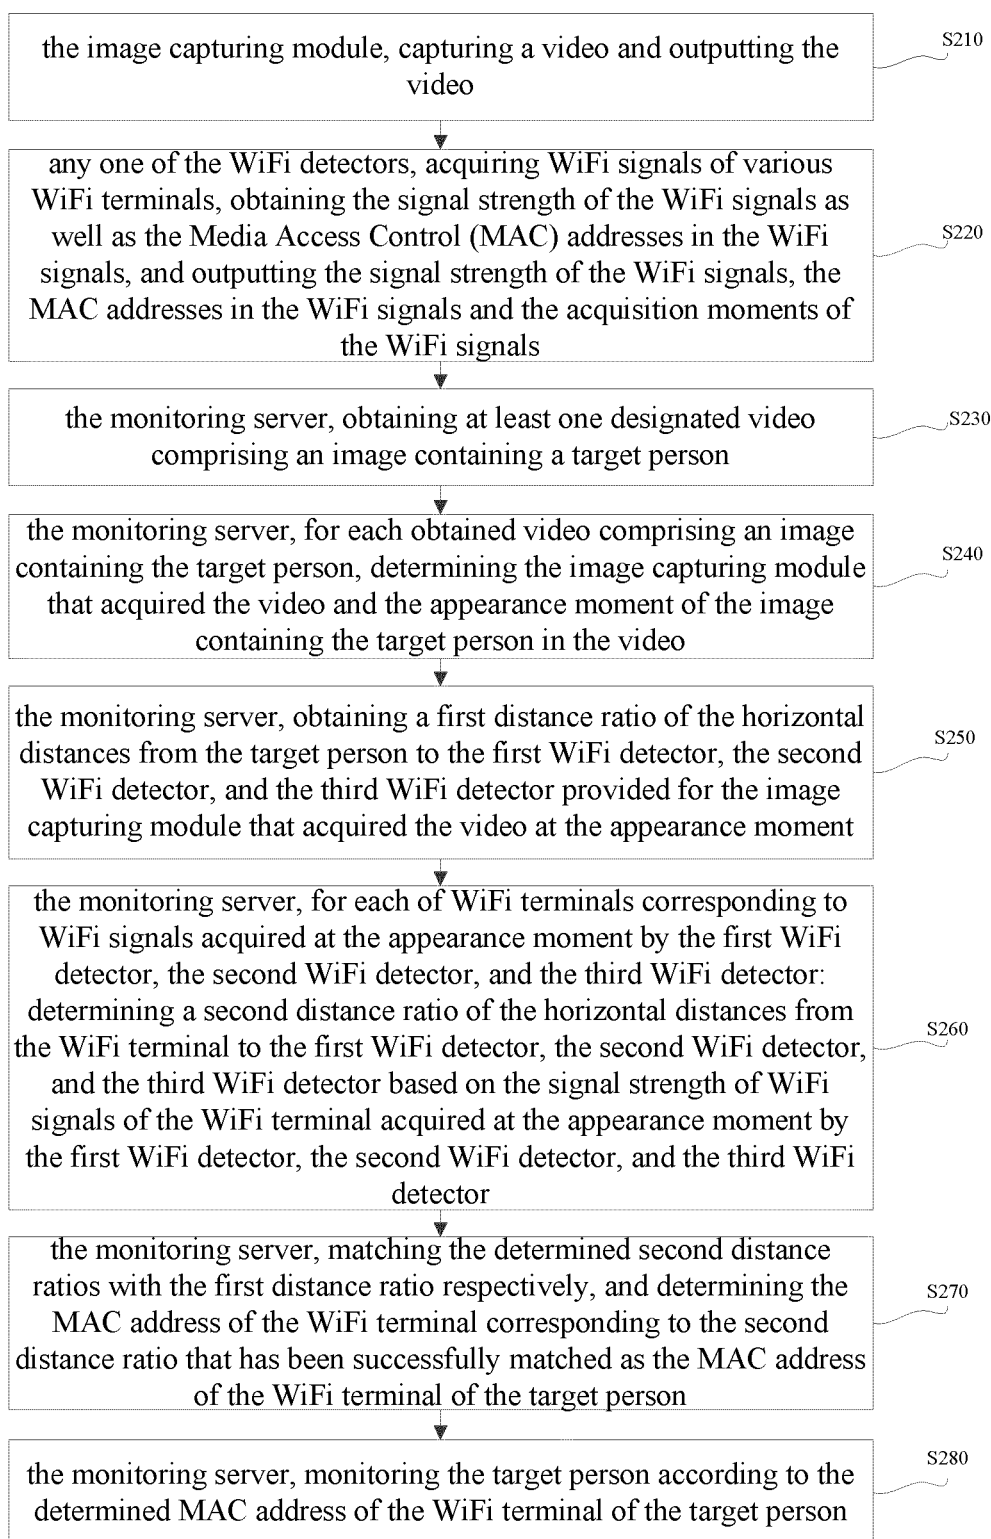 the image capturing module, capturing a video and outputting the
video
S210
any one of the WiFi detectors, acquiring WiFi signals of various
WiFi terminals, obtaining the signal strength of the WiFi signals as
well as the Media Access Control (MAC) addresses in the WiFi
signals, and outputting the signal strength of the WiFi signals, the
MAC addresses in the WiFi signals and the acquisition moments of
the WiFi signals
S220
the monitoring server, obtaining at least one designated video
comprising an image containing a target person
S230
the monitoring server, for each obtained video comprising an image
containing the target person, determining the image capturing module
that acquired the video and the appearance moment of the image
containing the target person in the video
S240
the monitoring server, obtaining a first distance ratio of the horizontal
distances from the target person to the first WiFi detector, the second
WiFi detector, and the third WiFi detector provided for the image
capturing module that acquired the video at the appearance moment
S250
the monitoring server, for each of WiFi terminals corresponding to
WiFi signals acquired at the appearance moment by the first WiFi
detector, the second WiFi detector, and the third WiFi detector:
determining a second distance ratio of the horizontal distances from
the WiFi terminal to the first WiFi detector, the second WiFi detector,
and the third WiFi detector based on the signal strength of WiFi
signals of the WiFi terminal acquired at the appearance moment by
the first WiFi detector, the second WiFi detector, and the third WiFi
detector
S260
the monitoring server, matching the determined second distance
ratios with the first distance ratio respectively, and determining the
MAC address of the WiFi terminal corresponding to the second
distance ratio that has been successfully matched as the MAC address
of the WiFi terminal of the target person
S270
the monitoring server, monitoring the target person according to the
determined MAC address of the WiFi terminal of the target person
S280